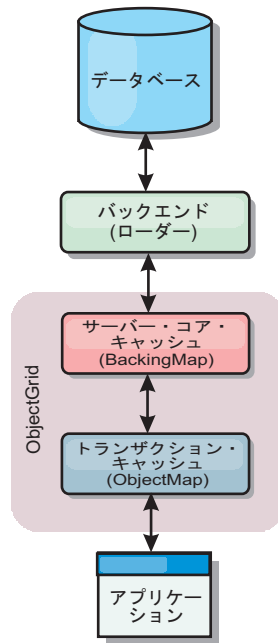 データベース
バックエンド
(ローダー)
ObjectGrid
サーバー・コア・
キャッシュ
(BackingMap)
トランザクション・
キャッシュ
(ObjectMap)
アプリケー
ション